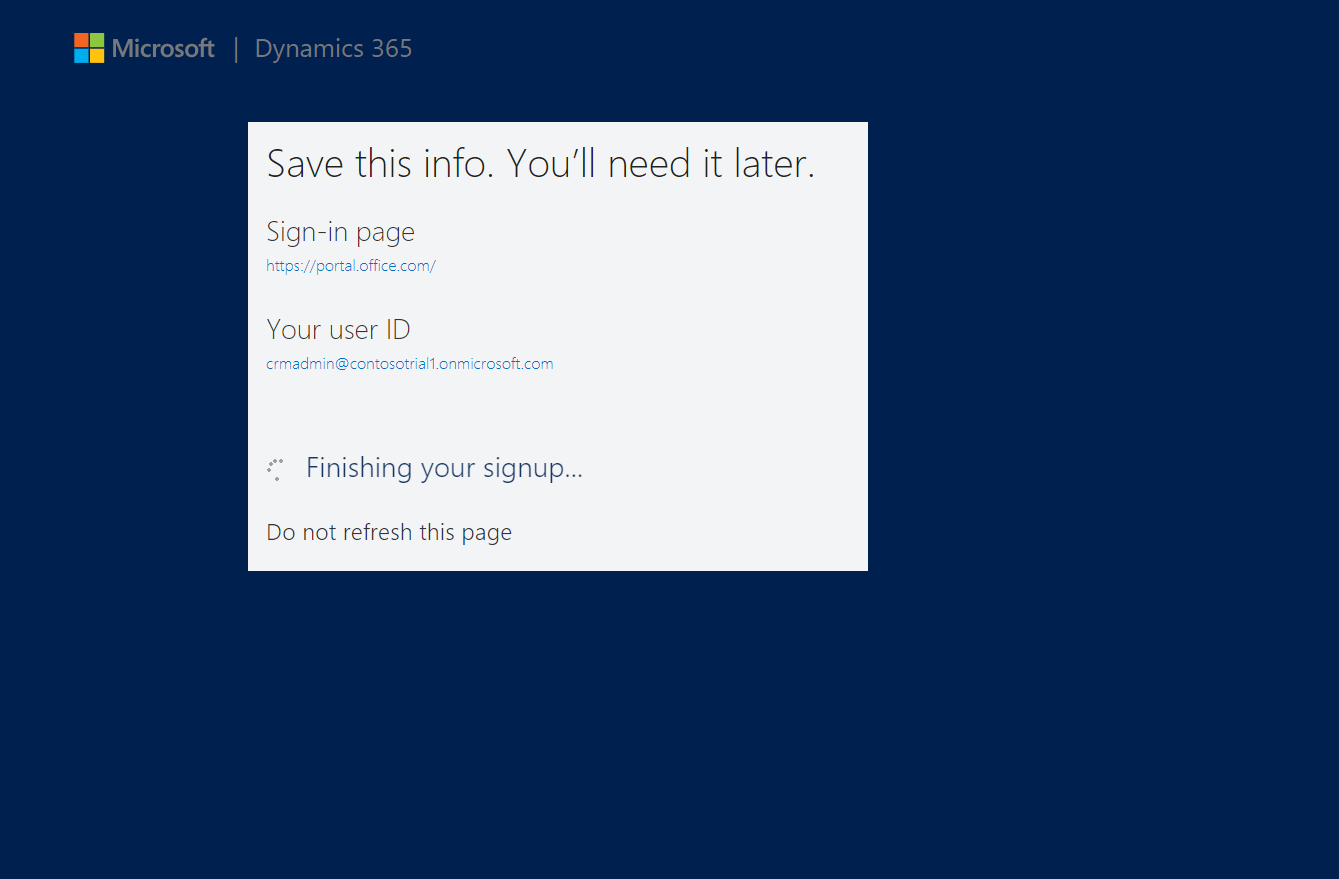 Microsoft | Dynamics 365
Save this info. You'll need it later.
Sign-in page
https://portal.office.com/
Your user ID
crmadmin@contosotrial1.onmicrosoft.com
Finishing your signup...
Do not refresh this page